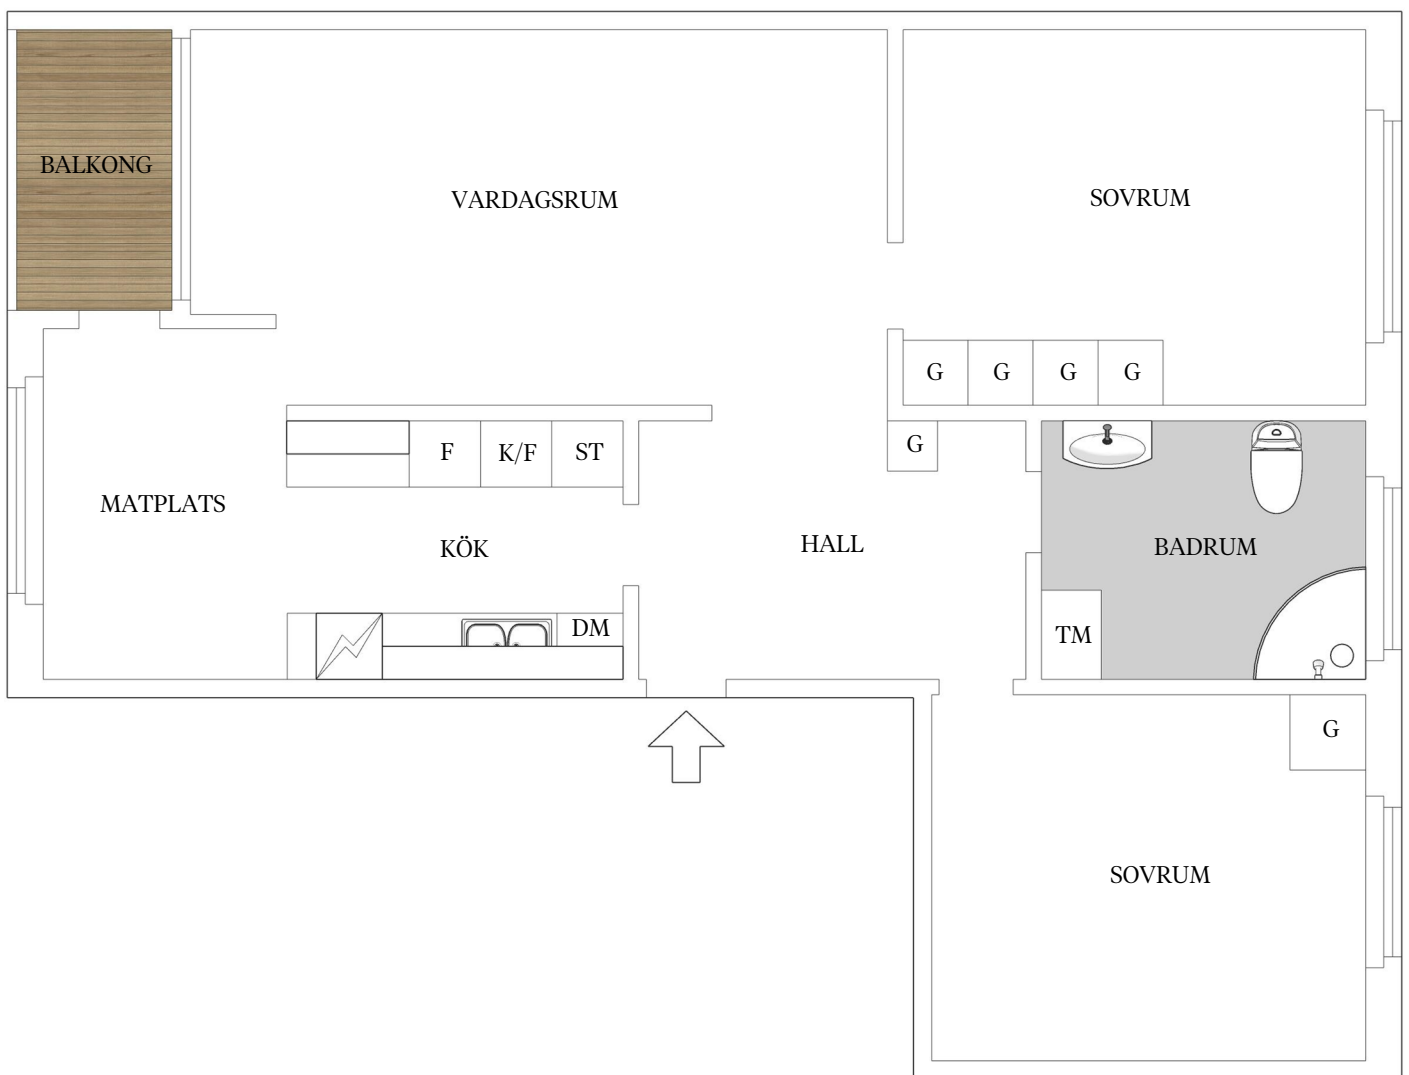 BALKONG
VARDAGSRUM
SOVRUM
G G G G
F K/F ST
G
MATPLATS
KÖK
HALL
BADRUM
DM
TM
G
SOVRUM